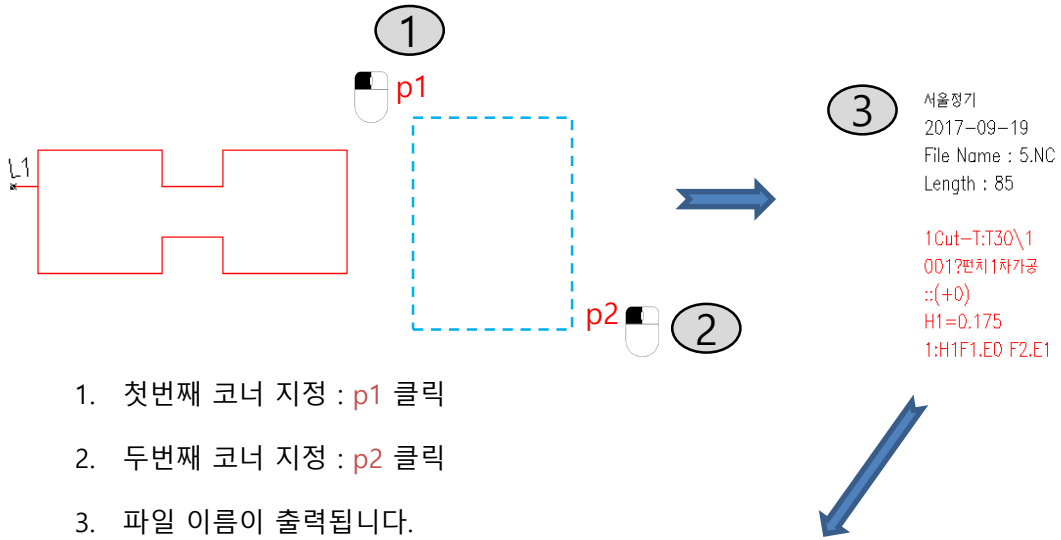 1
p1
L1
p2
2
3
서울정기
2017-09-19
File Name : 5.NC
Length : 85
1Cut-T:T30\1
001?펀치1차가공
::(+0)
H1=0.175
1:H1F1.E0 F2.E1
1. 첫번째 코너 지정 : p1 클릭
2. 두번째 코너 지정 : p2 클릭
3. 파일 이름이 출력됩니다.